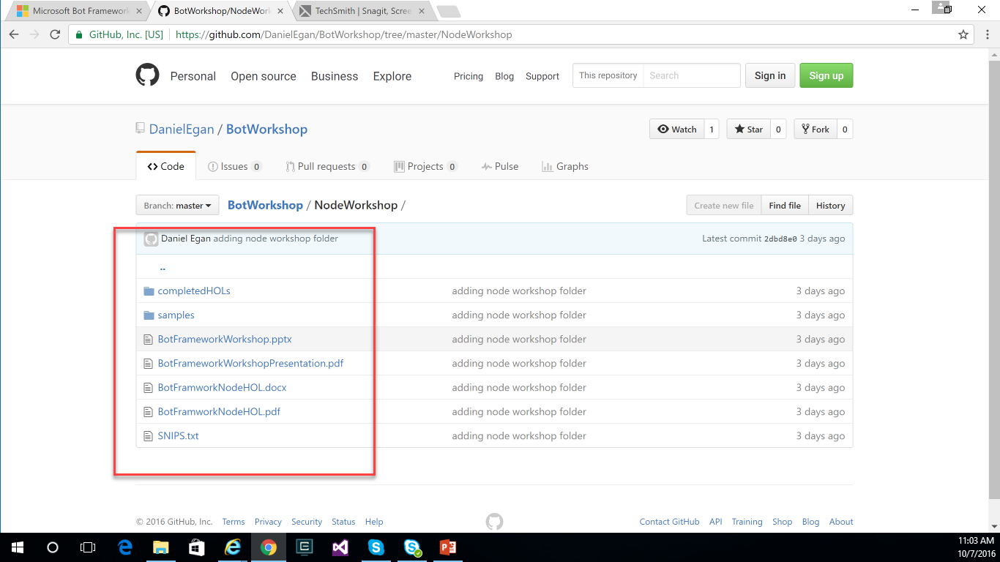 Microsoft Bot Framework
BotWorkshop/NodeWork
TechSmith | Snagit, Scree
GitHub, Inc. [US]
https://github.com/DanielEgan/BotWorkshop/tree/master/NodeWorkshop
Personal Open source Business Explore Pricing Blog Support This repository Search Sign in Sign up
DanielEgan / BotWorkshop Watch 1 Star 0 Fork 0
Code Issues 0 Pull requests 0 Projects 0 Pulse Graphs
Branch: master BotWorkshop / NodeWorkshop / Create new file Find file History
Daniel Egan adding node workshop folder Latest commit 2dbd8e0 3 days ago
..
completedHOLs adding node workshop folder 3 days ago
samples adding node workshop folder 3 days ago
BotFrameworkWorkshop.pptx adding node workshop folder 3 days ago
BotFrameworkWorkshopPresentation.pdf adding node workshop folder 3 days ago
BotFramworkNodeHOL.docx adding node workshop folder 3 days ago
BotFramworkNodeHOL.pdf adding node workshop folder 3 days ago
SNIPS.txt adding node workshop folder 3 days ago
© 2016 GitHub, Inc. Terms Privacy Security Status Help Contact GitHub API Training Shop Blog About
11:03 AM
10/7/2016